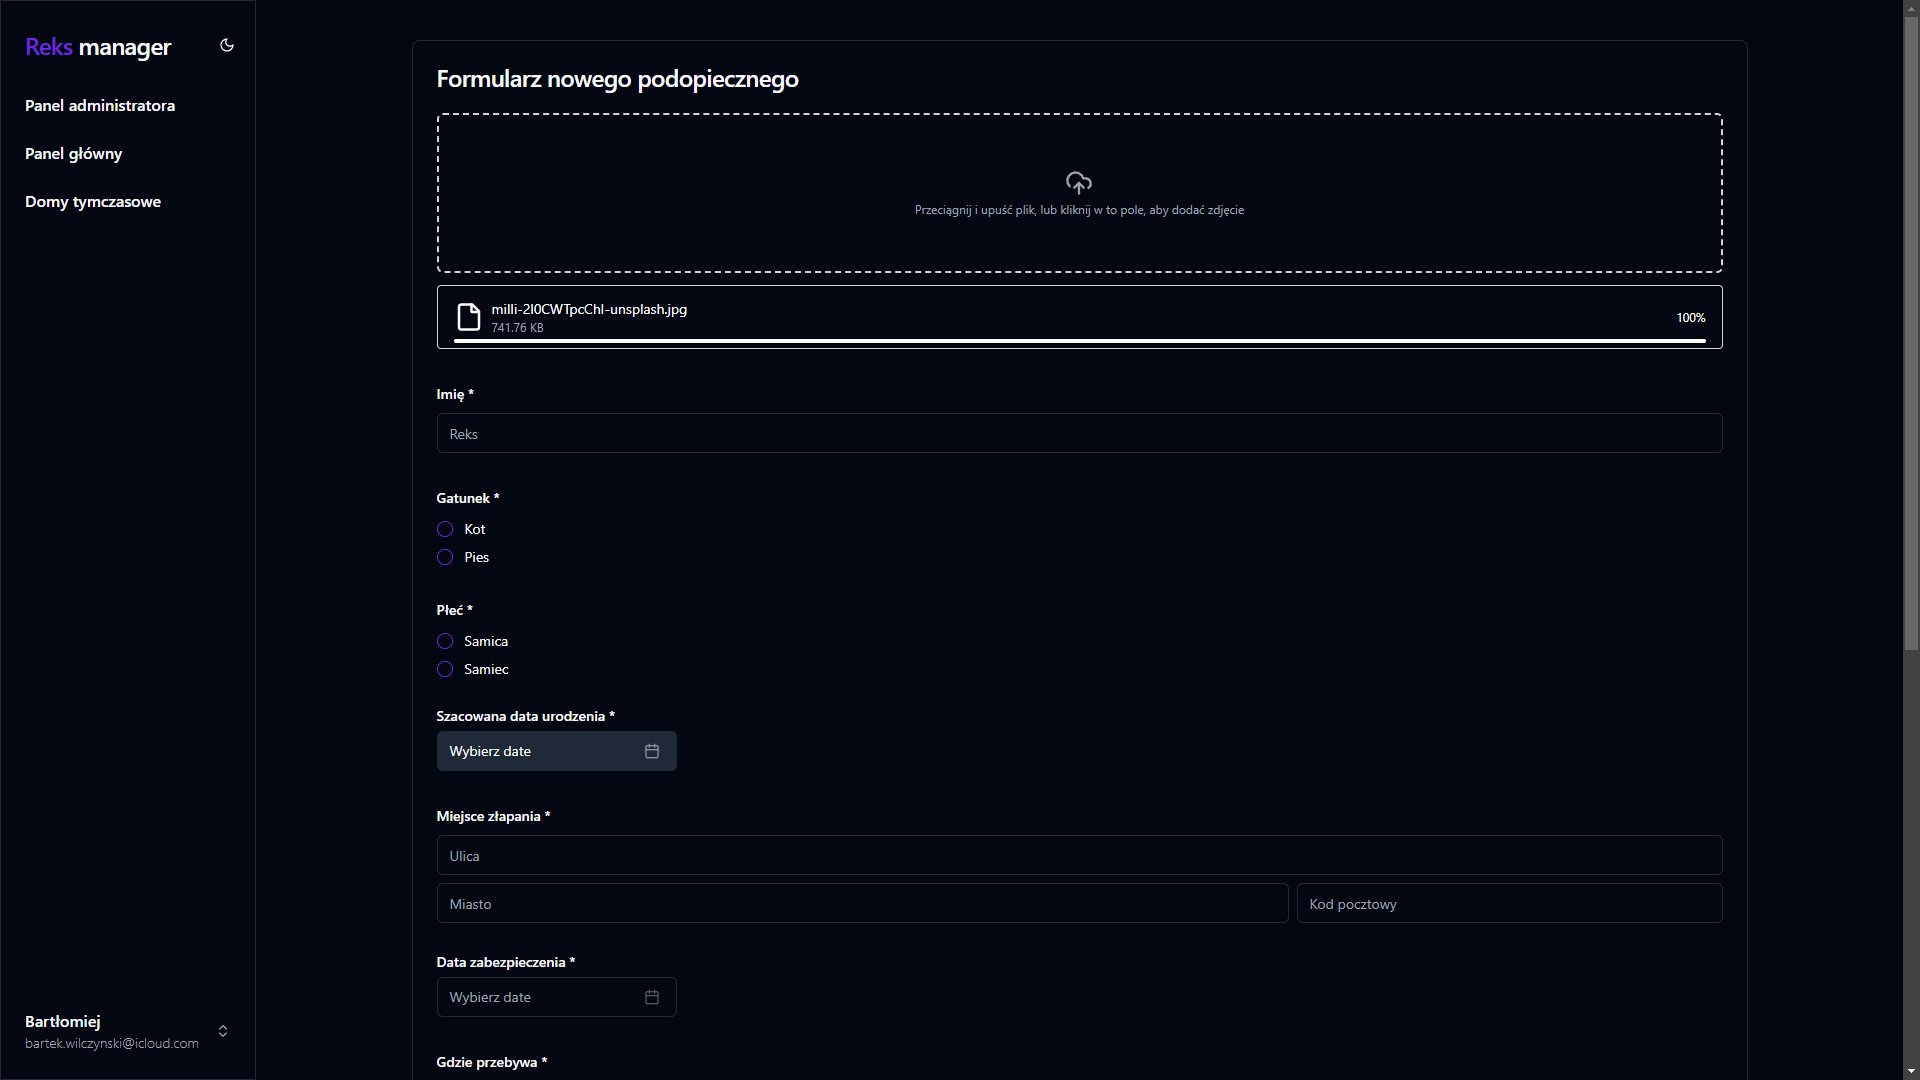 Reks manager
Panel administratora
Panel główny
Domy tymczasowe
Bartłomiej
bartek.wilczynski@icloud.com
Formularz nowego podopiecznego
Przeciągnij i upuść plik, lub kliknij w to pole, aby dodać zdjęcie
milli-2l0CWTpcChI-unsplash.jpg
741.76 KB
100%
Imię *
Reks
Gatunek *
Kot
Pies
Płeć *
Samica
Samiec
Szacowana data urodzenia *
Wybierz date
Miejsce złapania *
Ulica
Miasto
Kod pocztowy
Data zabezpieczenia *
Wybierz date
Gdzie przebywa *